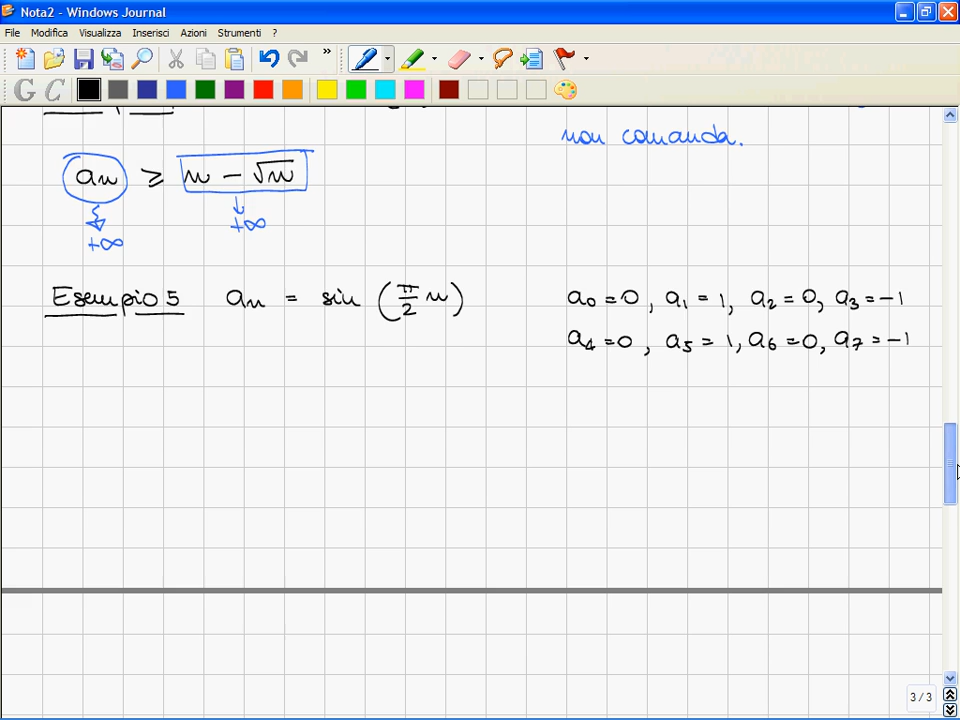 Nota2 - Windows Journal
File Modifica Visualizza Inserisci Azioni Strumenti ?
non comanda.
an ≥ n - √n
+∞ +∞
Esempio 5 an = sin (π/2 n) a0 = 0, a1 = 1, a2 = 0, a3 = -1
a4 = 0, a5 = 1, a6 = 0, a7 = -1
3 / 3